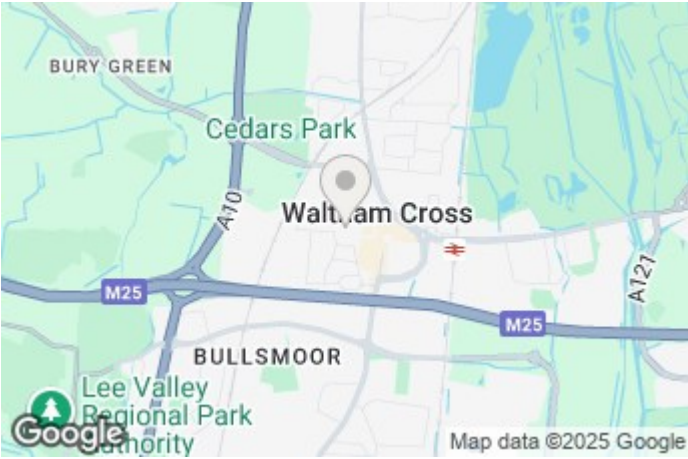 BURY GREEN
Cedars Park
A10
Waltham Cross
A121
M25
M25
BULLSMOOR
Lee Valley
Regional Park
Authority
Google
Map data ©2025 Google